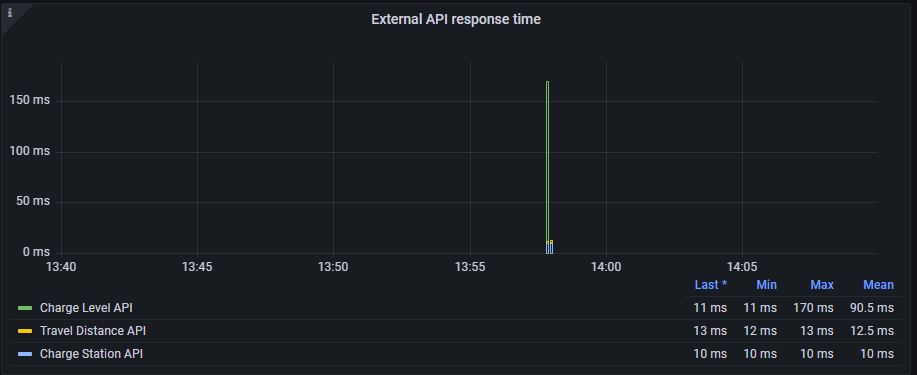 i
External API response time
150 ms
100 ms
50 ms
0 ms
13:40 13:45 13:50 13:55 14:00 14:05
Last * Min Max Mean
Charge Level API 11 ms 11 ms 170 ms 90.5 ms
Travel Distance API 13 ms 12 ms 13 ms 12.5 ms
Charge Station API 10 ms 10 ms 10 ms 10 ms